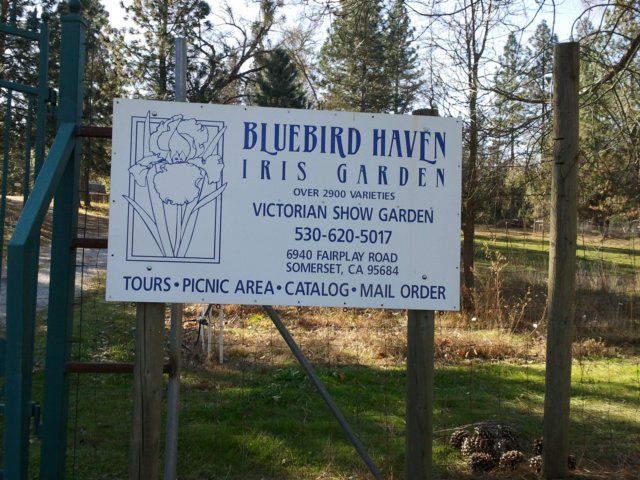 BLUEBIRD HAVEN
IRIS GARDEN
OVER 2900 VARIETIES
VICTORIAN SHOW GARDEN
530-620-5017
6940 FAIRPLAY ROAD
SOMERSET, CA 95684
TOURS • PICNIC AREA • CATALOG • MAIL ORDER